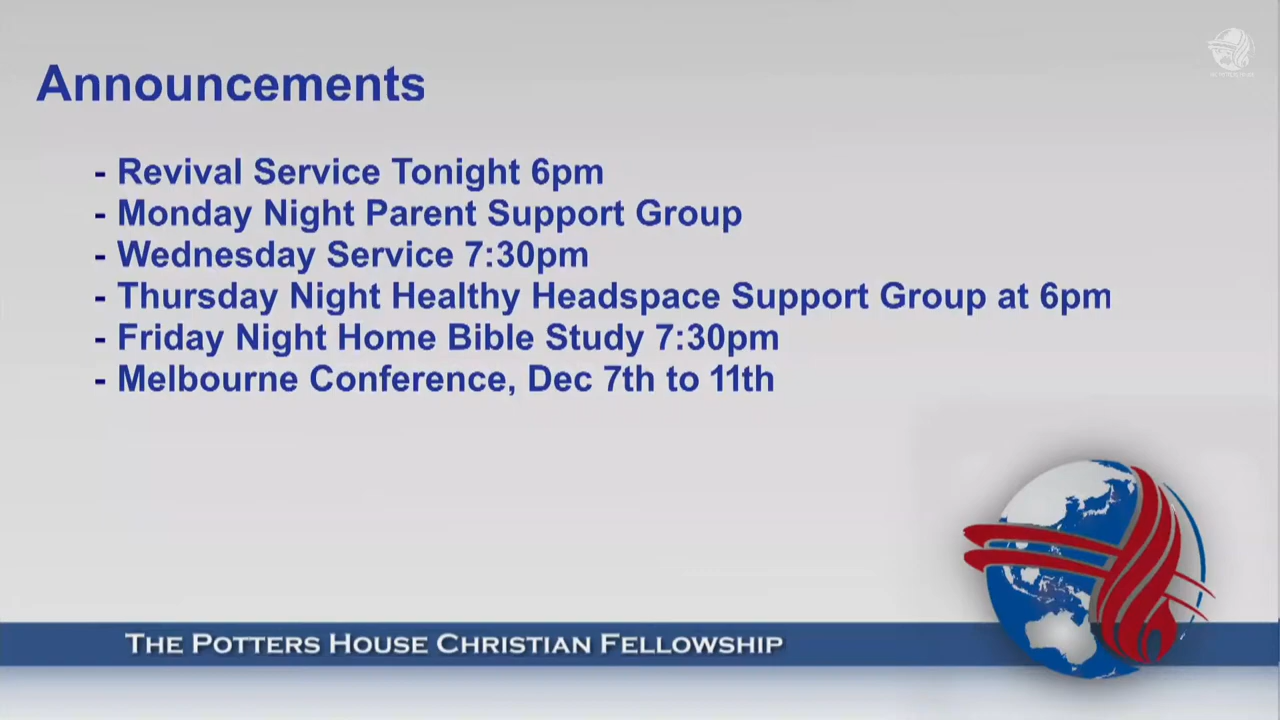 Announcements
- Revival Service Tonight 6pm
- Monday Night Parent Support Group
- Wednesday Service 7:30pm
- Thursday Night Healthy Headspace Support Group at 6pm
- Friday Night Home Bible Study 7:30pm
- Melbourne Conference, Dec 7th to 11th
THE POTTERS HOUSE CHRISTIAN FELLOWSHIP